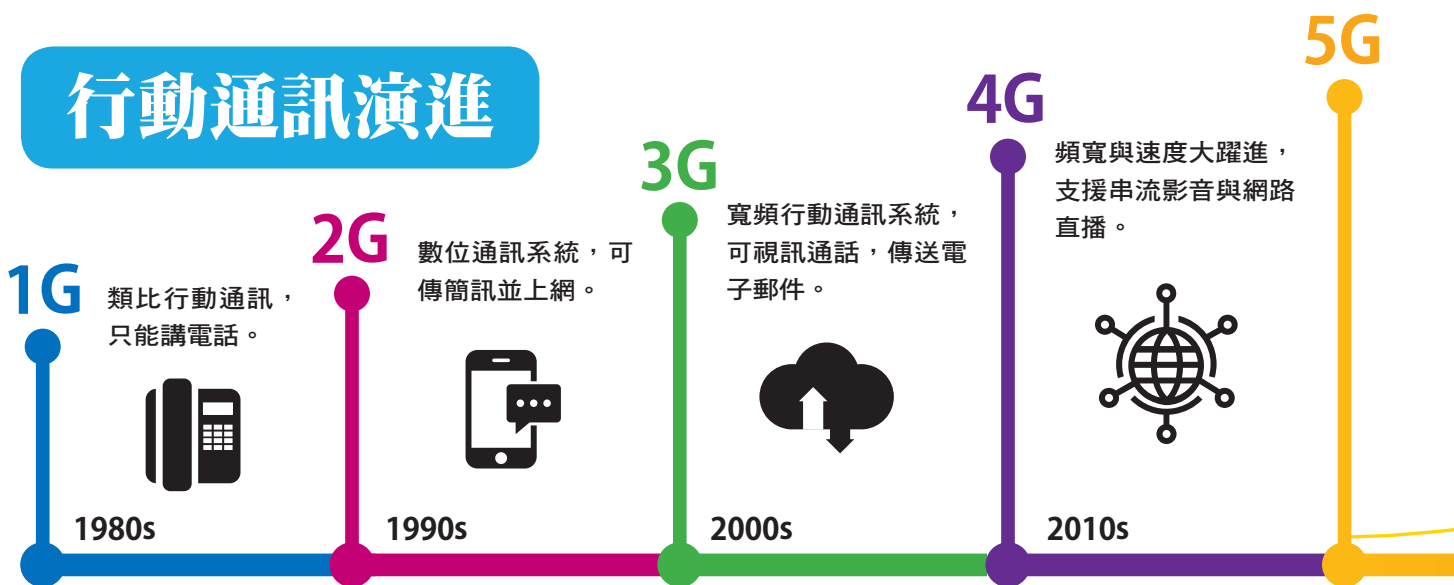 行動通訊演進
1G
類比行動通訊，
只能講電話。
1980s
2G
數位通訊系統，可
傳簡訊並上網。
1990s
3G
寬頻行動通訊系統，
可視訊通話，傳送電
子郵件。
2000s
4G
頻寬與速度大躍進，
支援串流影音與網路
直播。
2010s
5G